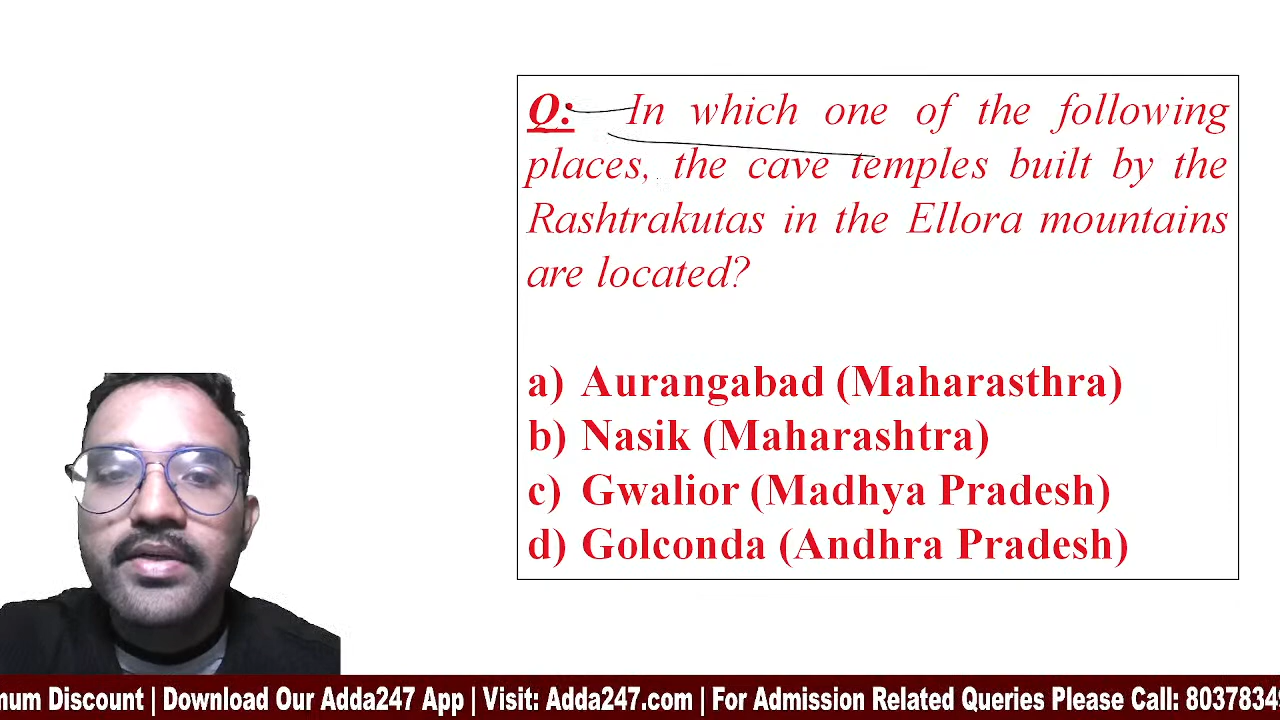 Q: In which one of the following
places, the cave temples built by the
Rashtrakutas in the Ellora mountains
are located?
a) Aurangabad (Maharasthra)
b) Nasik (Maharashtra)
c) Gwalior (Madhya Pradesh)
d) Golconda (Andhra Pradesh)
Discount | Download Our Adda247 App | Visit: Adda247.com | For Admission Related Queries Please Call: